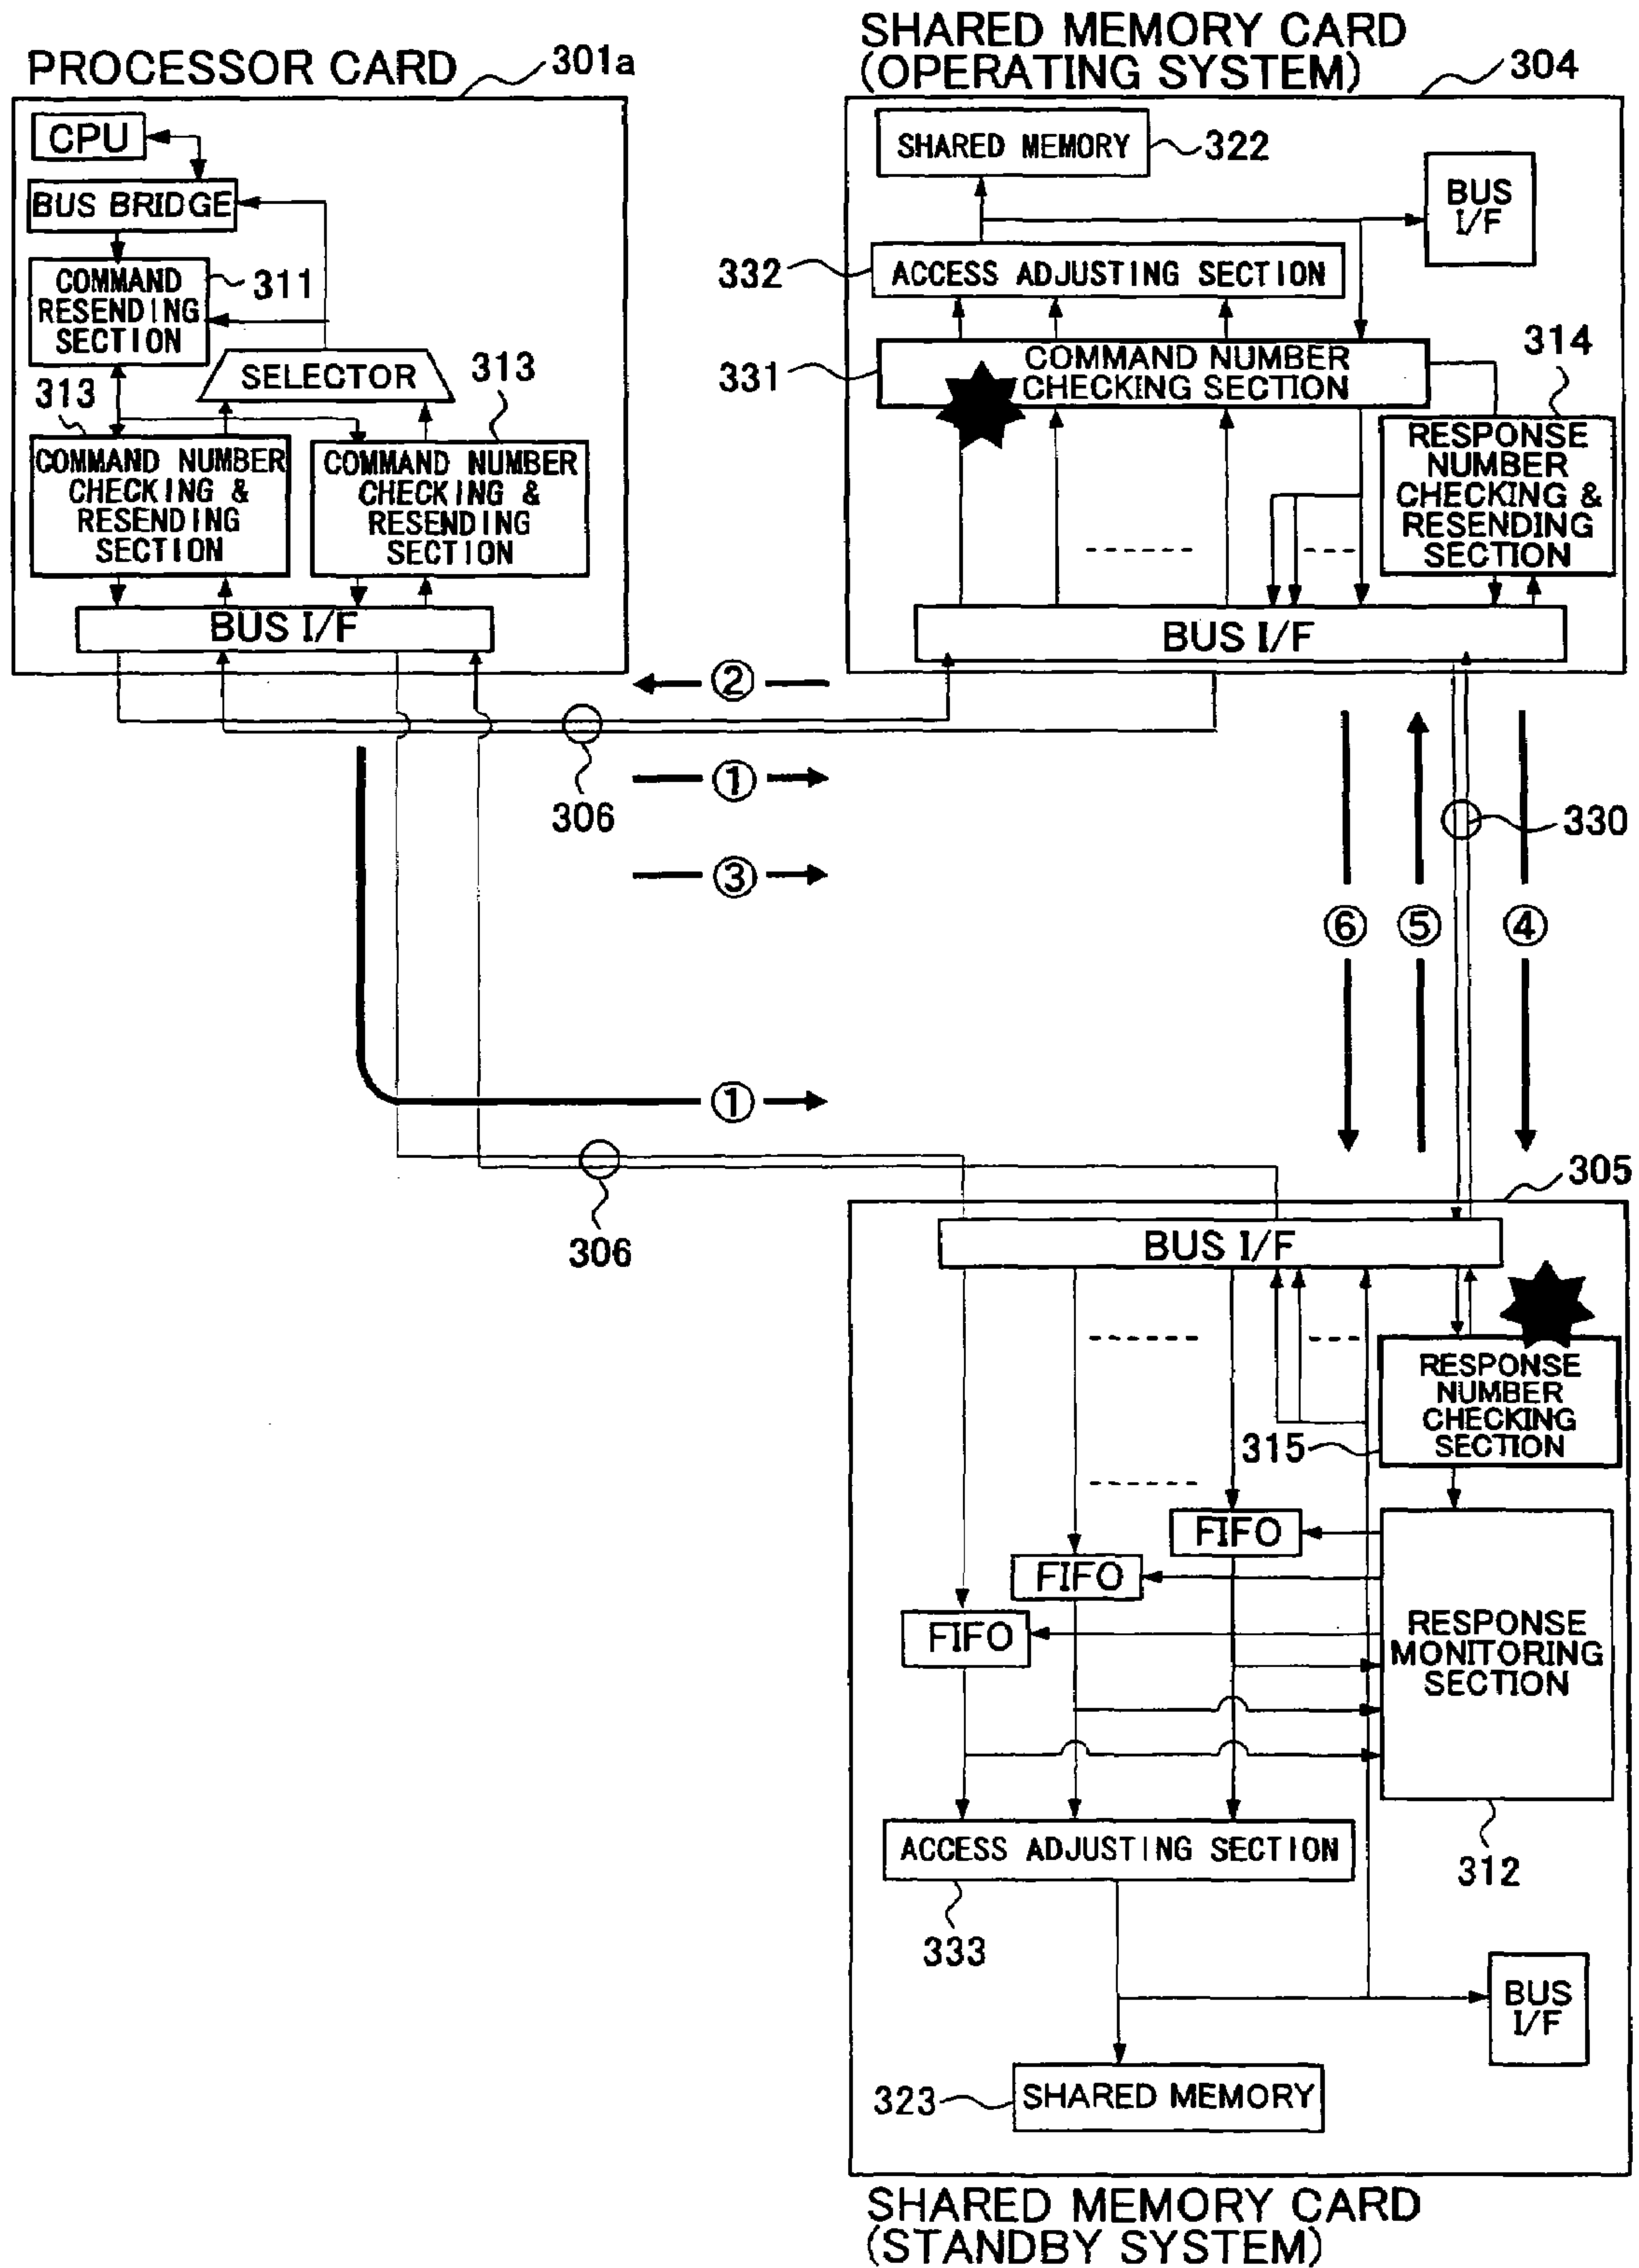 PROCESSOR CARD
301a
CPU
BUS BRIDGE
COMMAND
RESENDING
SECTION
311
SELECTOR
313
313
COMMAND NUMBER
CHECKING &
RESENDING
SECTION
COMMAND NUMBER
CHECKING &
RESENDING
SECTION
BUS I/F
SHARED MEMORY CARD
(OPERATING SYSTEM)
304
SHARED MEMORY
322
BUS
I/F
332
ACCESS ADJUSTING SECTION
331
COMMAND NUMBER
CHECKING SECTION
314
RESPONSE
NUMBER
CHECKING &
RESENDING
SECTION
BUS I/F
②
306
①
③
330
⑥
⑤
④
①
306
305
BUS I/F
RESPONSE
NUMBER
CHECKING
SECTION
315
FIFO
FIFO
FIFO
RESPONSE
MONITORING
SECTION
312
ACCESS ADJUSTING SECTION
333
BUS
I/F
323
SHARED MEMORY
SHARED MEMORY CARD
(STANDBY SYSTEM)